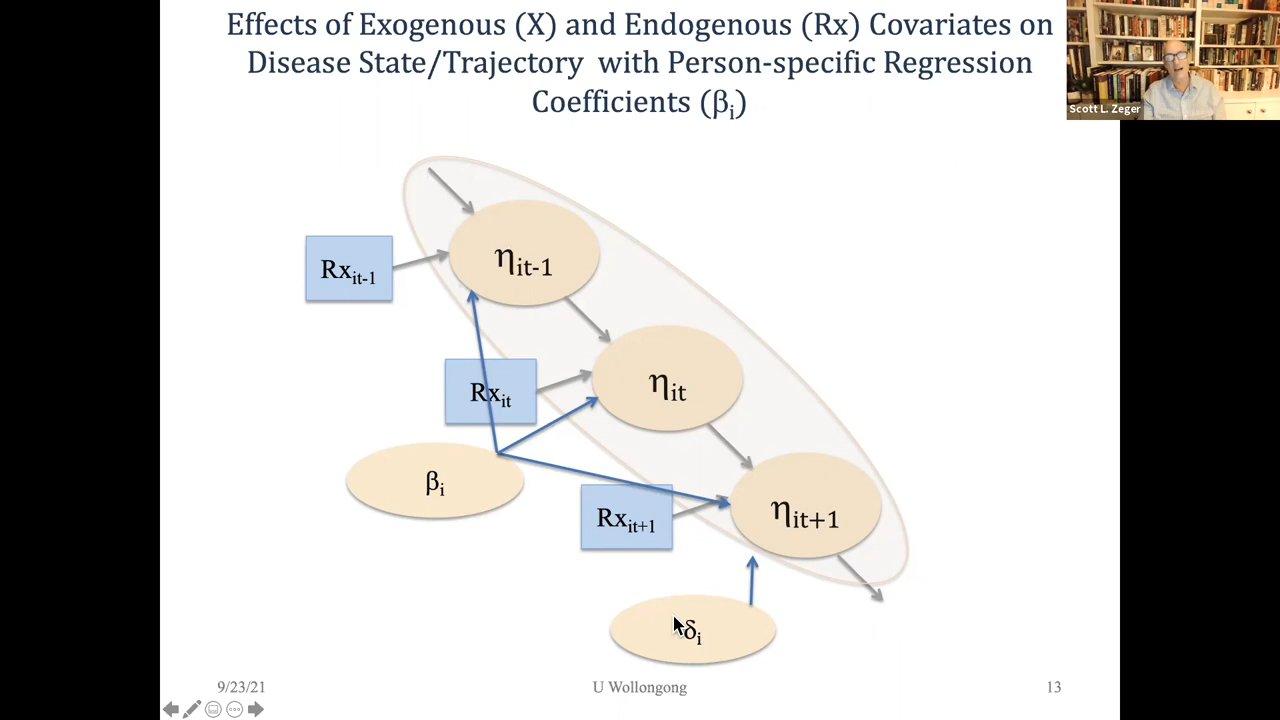 Effects of Exogenous (X) and Endogenous (Rx) Covariates on
Disease State/Trajectory with Person-specific Regression
Coefficients (βi)
Scott L. Zeger
Rxit-1
ηit-1
Rxit
ηit
βi
Rxit+1
ηit+1
δi
9/23/21
U Wollongong
13